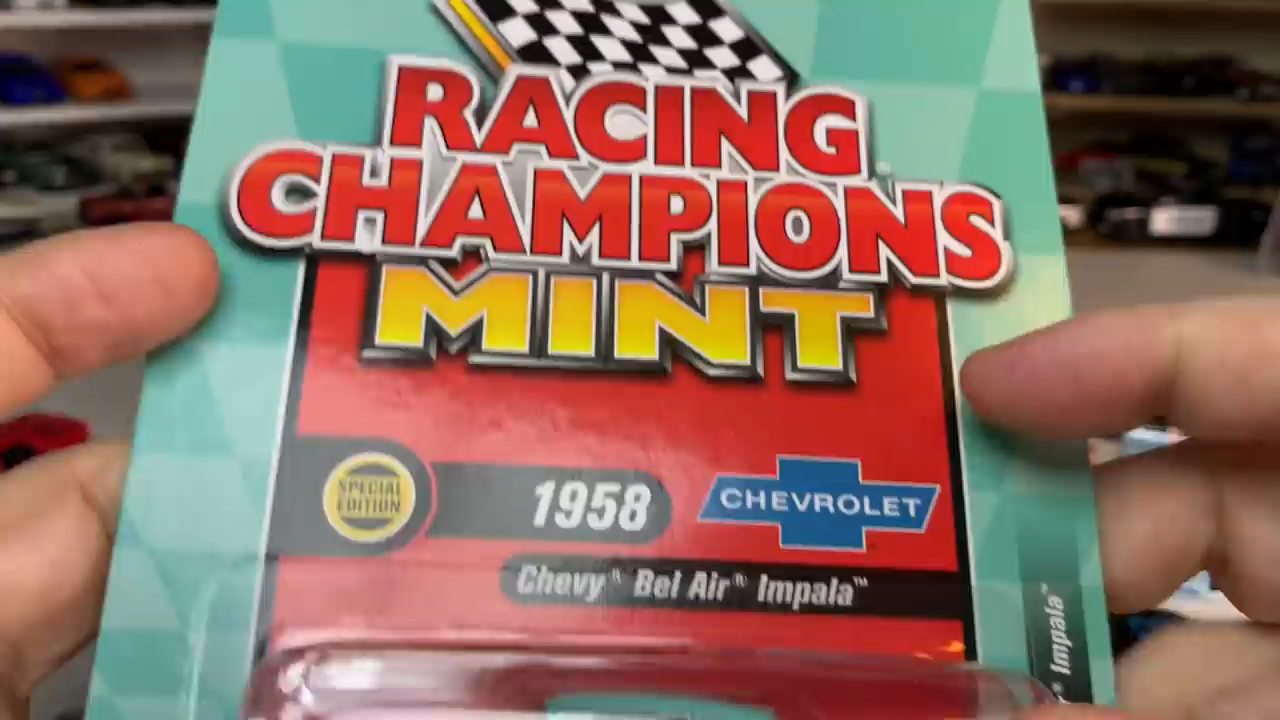 RACING
CHAMPIONS
MINT
SPECIAL
EDITION
1958
CHEVROLET
Chevy® Bel Air® Impala™
Impala™